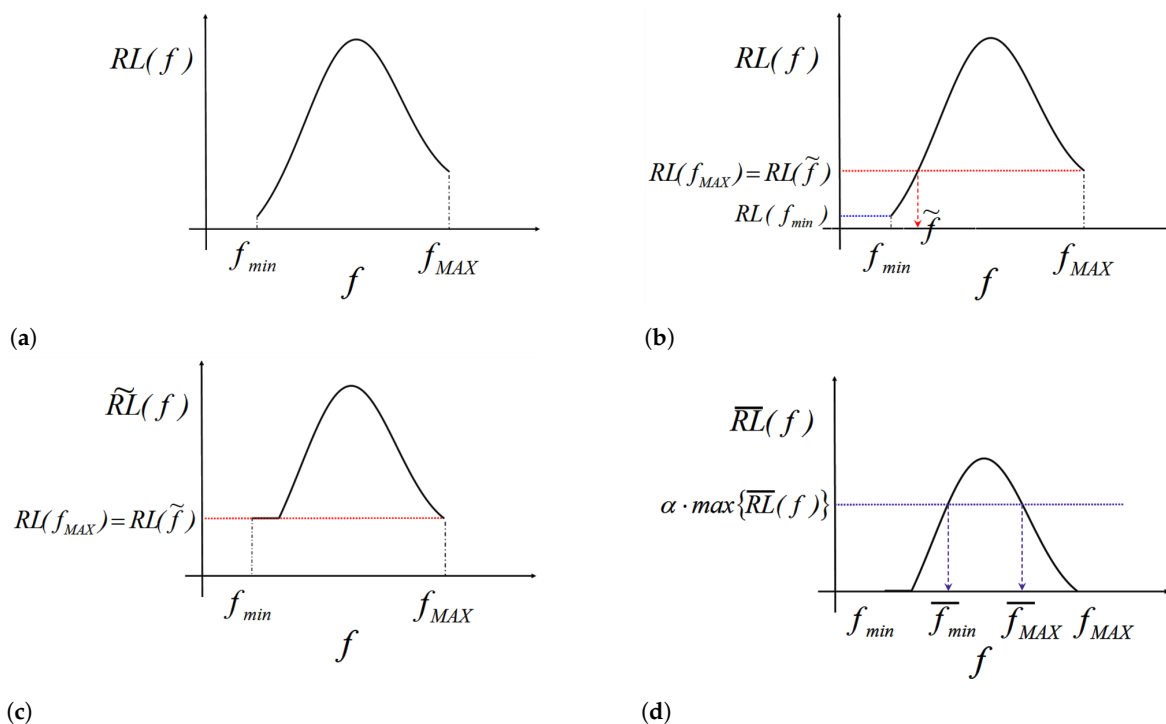 RL(f)
f_min
f_MAX
f
(a)
RL(f)
RL(f_MAX)=RL(f̃)
RL(f_min)
f̃
f_min
f_MAX
f
(b)
R͠L(f)
RL(f_MAX)=RL(f̃)
f_min
f_MAX
f
(c)
R̅L̅(f)
α·max{R̅L̅(f)}
f_min
f̅_min
f̅_MAX
f_MAX
f
(d)